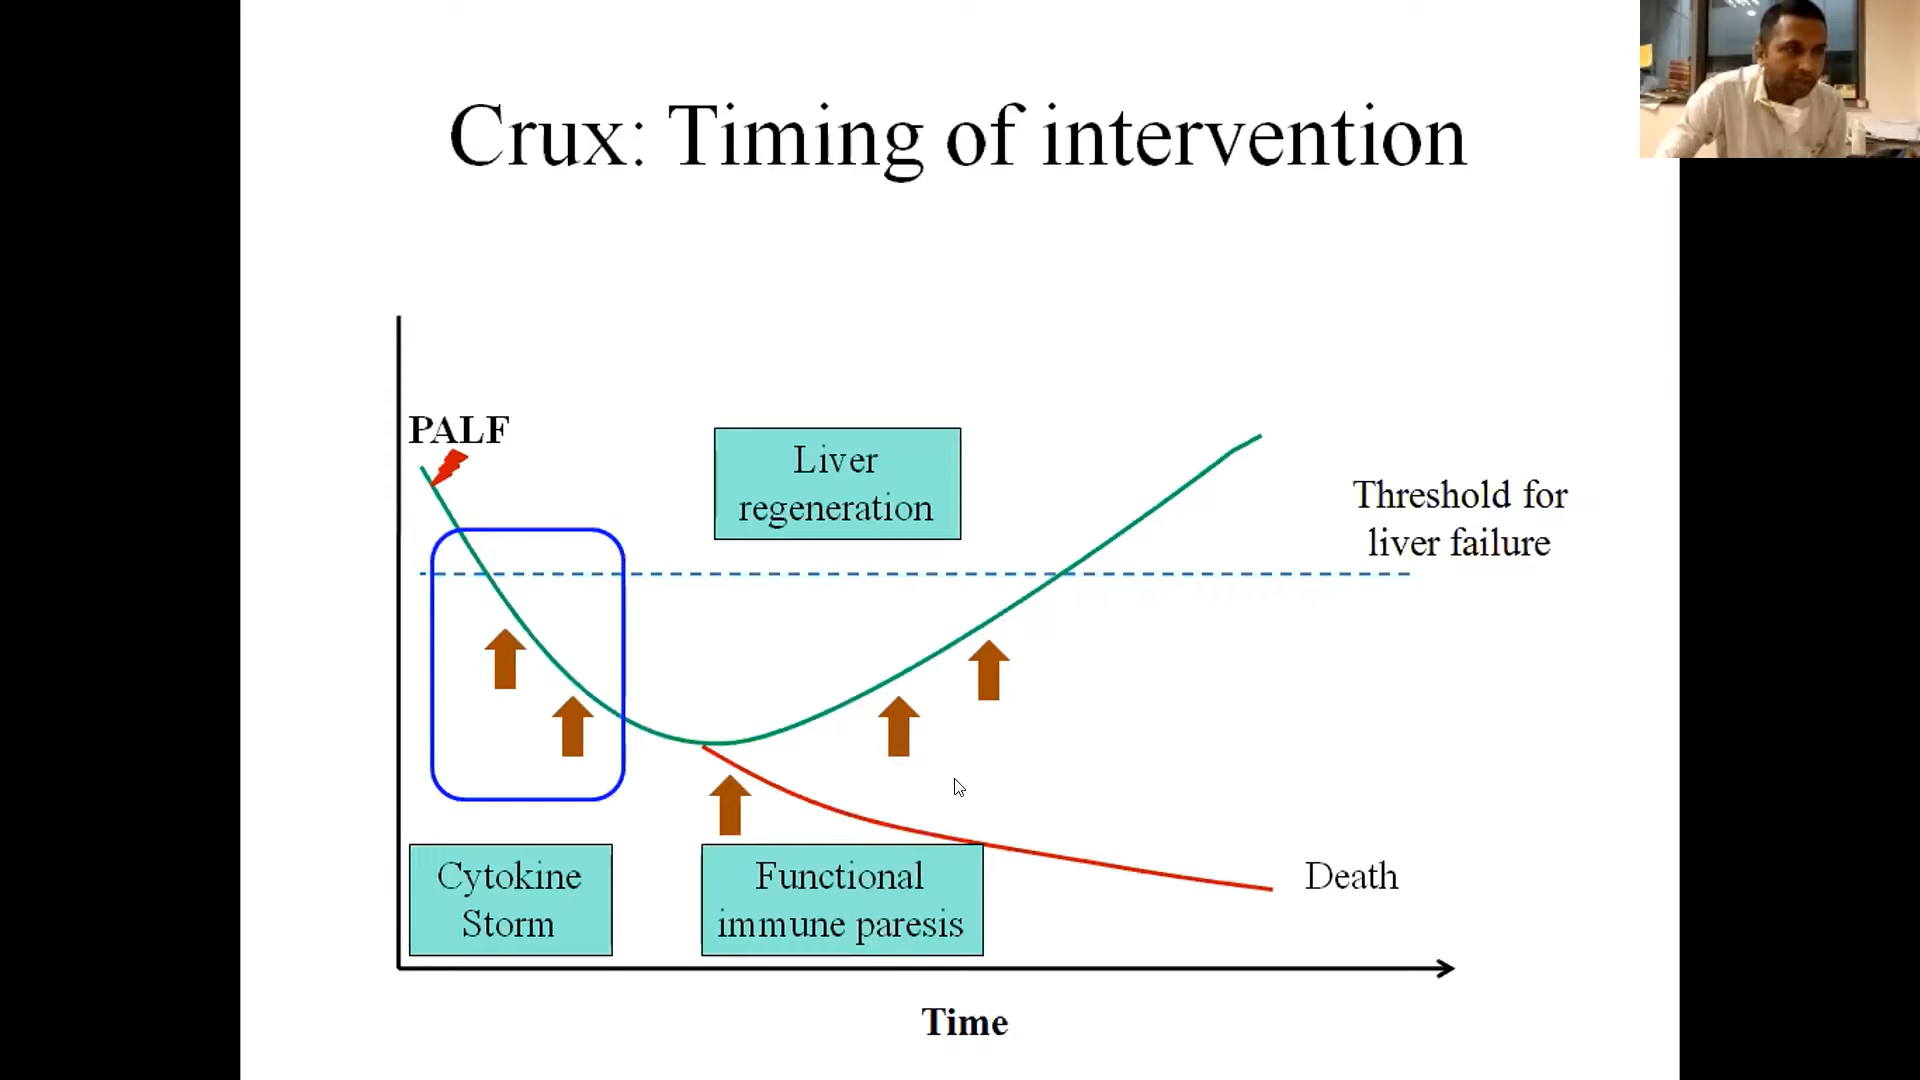 Crux: Timing of intervention
PALF
Liver
regeneration
Threshold for
liver failure
Cytokine
Storm
Functional
immune paresis
Death
Time